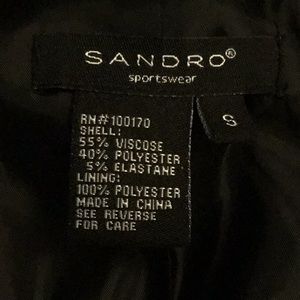 SANDRO®
sportswear
S
RN#100170
SHELL:
55% VISCOSE
40% POLYESTER
5% ELASTANE
LINING:
100% POLYESTER
MADE IN CHINA
SEE REVERSE
FOR CARE